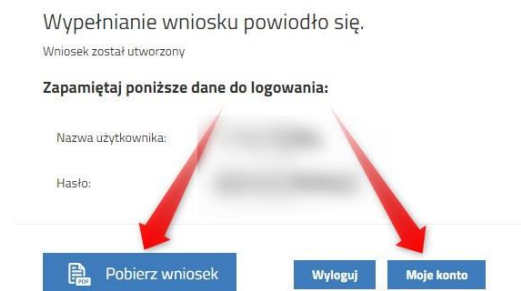 Wypełnianie wniosku powiodło się.
Wniosek został utworzony
Zapamiętaj poniższe dane do logowania:
Nazwa użytkownika:
Hasło:
PDF Pobierz wniosek
Wyloguj
Moje konto